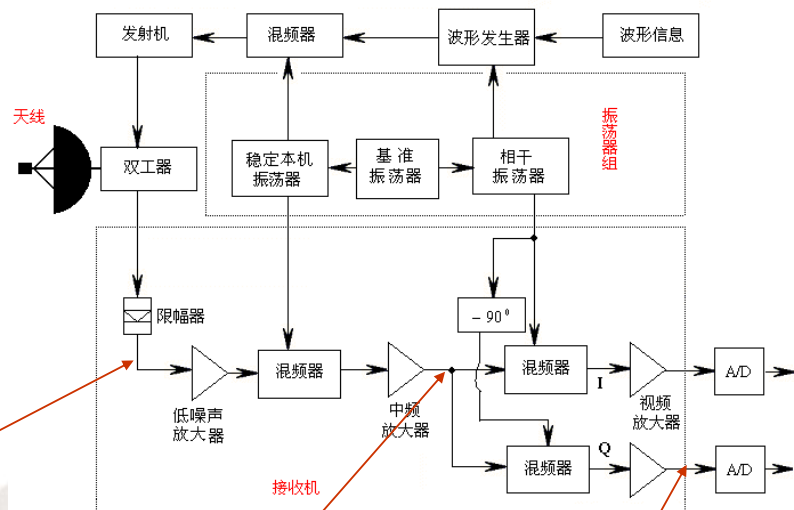 发射机
混频器
波形发生器
波形信息
天线
振荡器组
双工器
稳定本机
振荡器
基准
振荡器
相干
振荡器
限幅器
－90°
低噪声
放大器
混频器
中频
放大器
混频器
I
视频
放大器
A/D
接收机
混频器
Q
A/D